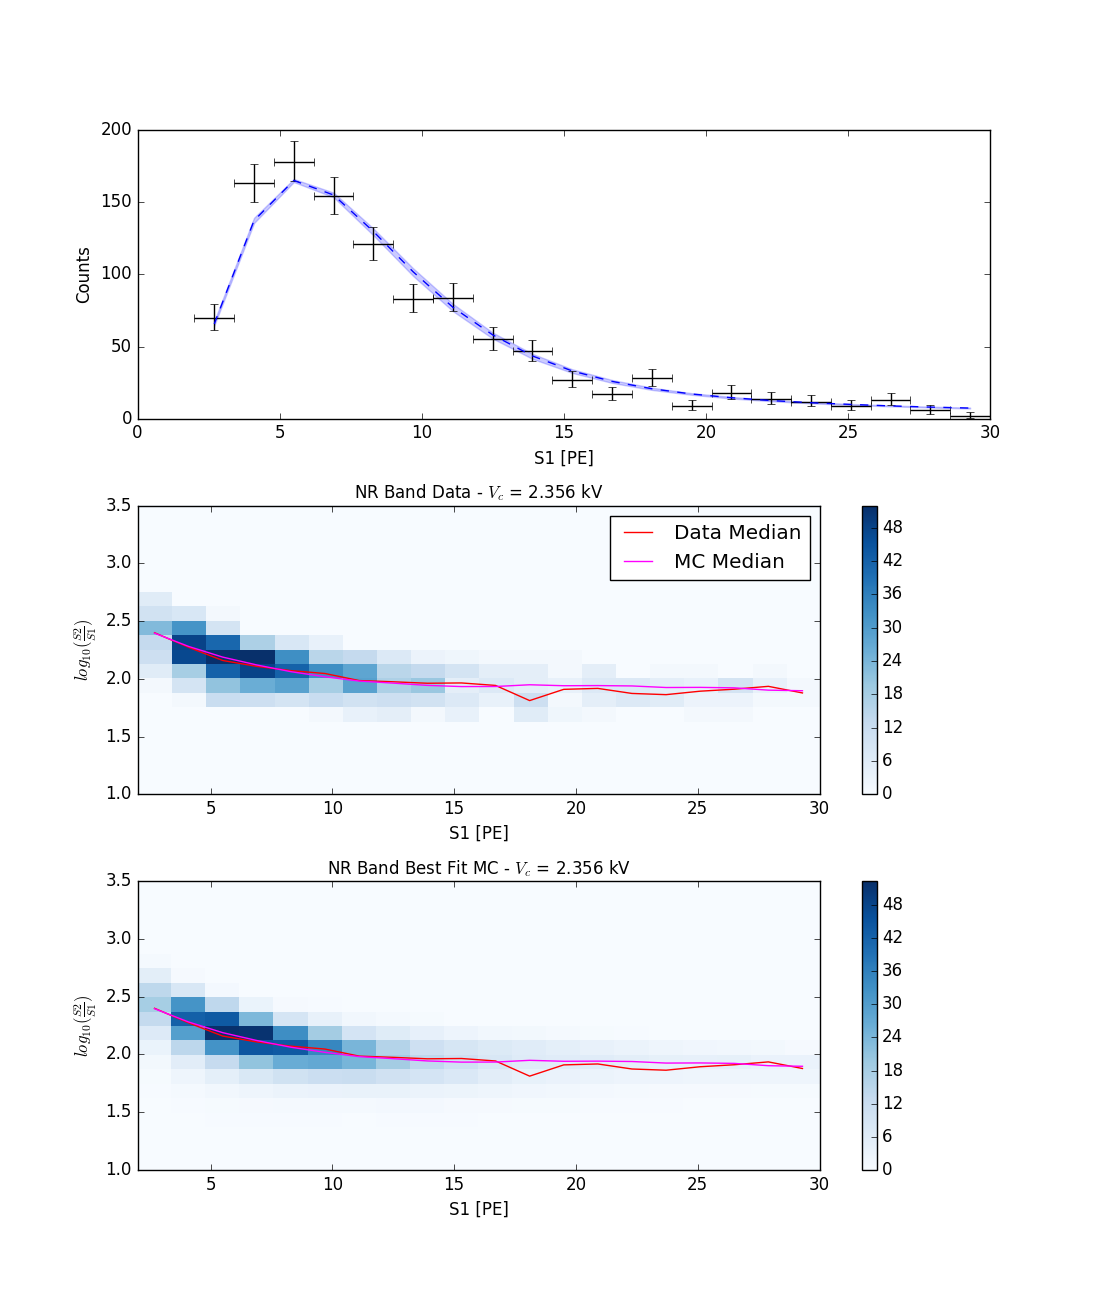 200
150
100
50
0
Counts
0 5 10 15 20 25 30
S1 [PE]
NR Band Data - V_c = 2.356 kV
3.5
3.0
2.5
2.0
1.5
1.0
log_10(S2/S1)
Data Median
MC Median
48
42
36
30
24
18
12
6
0
5 10 15 20 25 30
S1 [PE]
NR Band Best Fit MC - V_c = 2.356 kV
3.5
3.0
2.5
2.0
1.5
1.0
log_10(S2/S1)
48
42
36
30
24
18
12
6
0
5 10 15 20 25 30
S1 [PE]